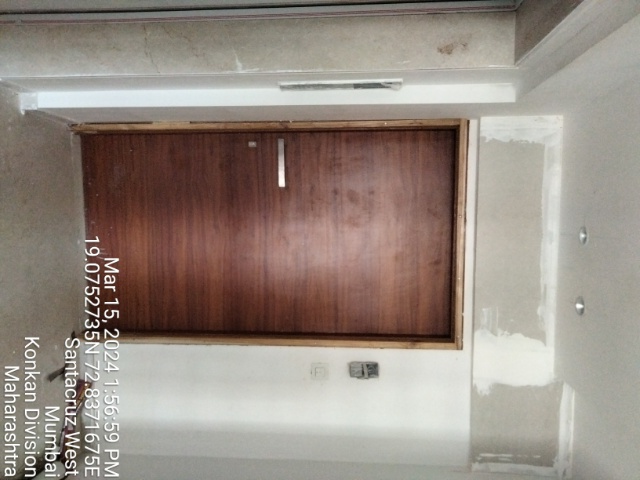 Mar 15, 2024 1:56:59 PM
19.0752735N 72.8371675E
Santacruz West
Mumbai
Konkan Division
Maharashtra